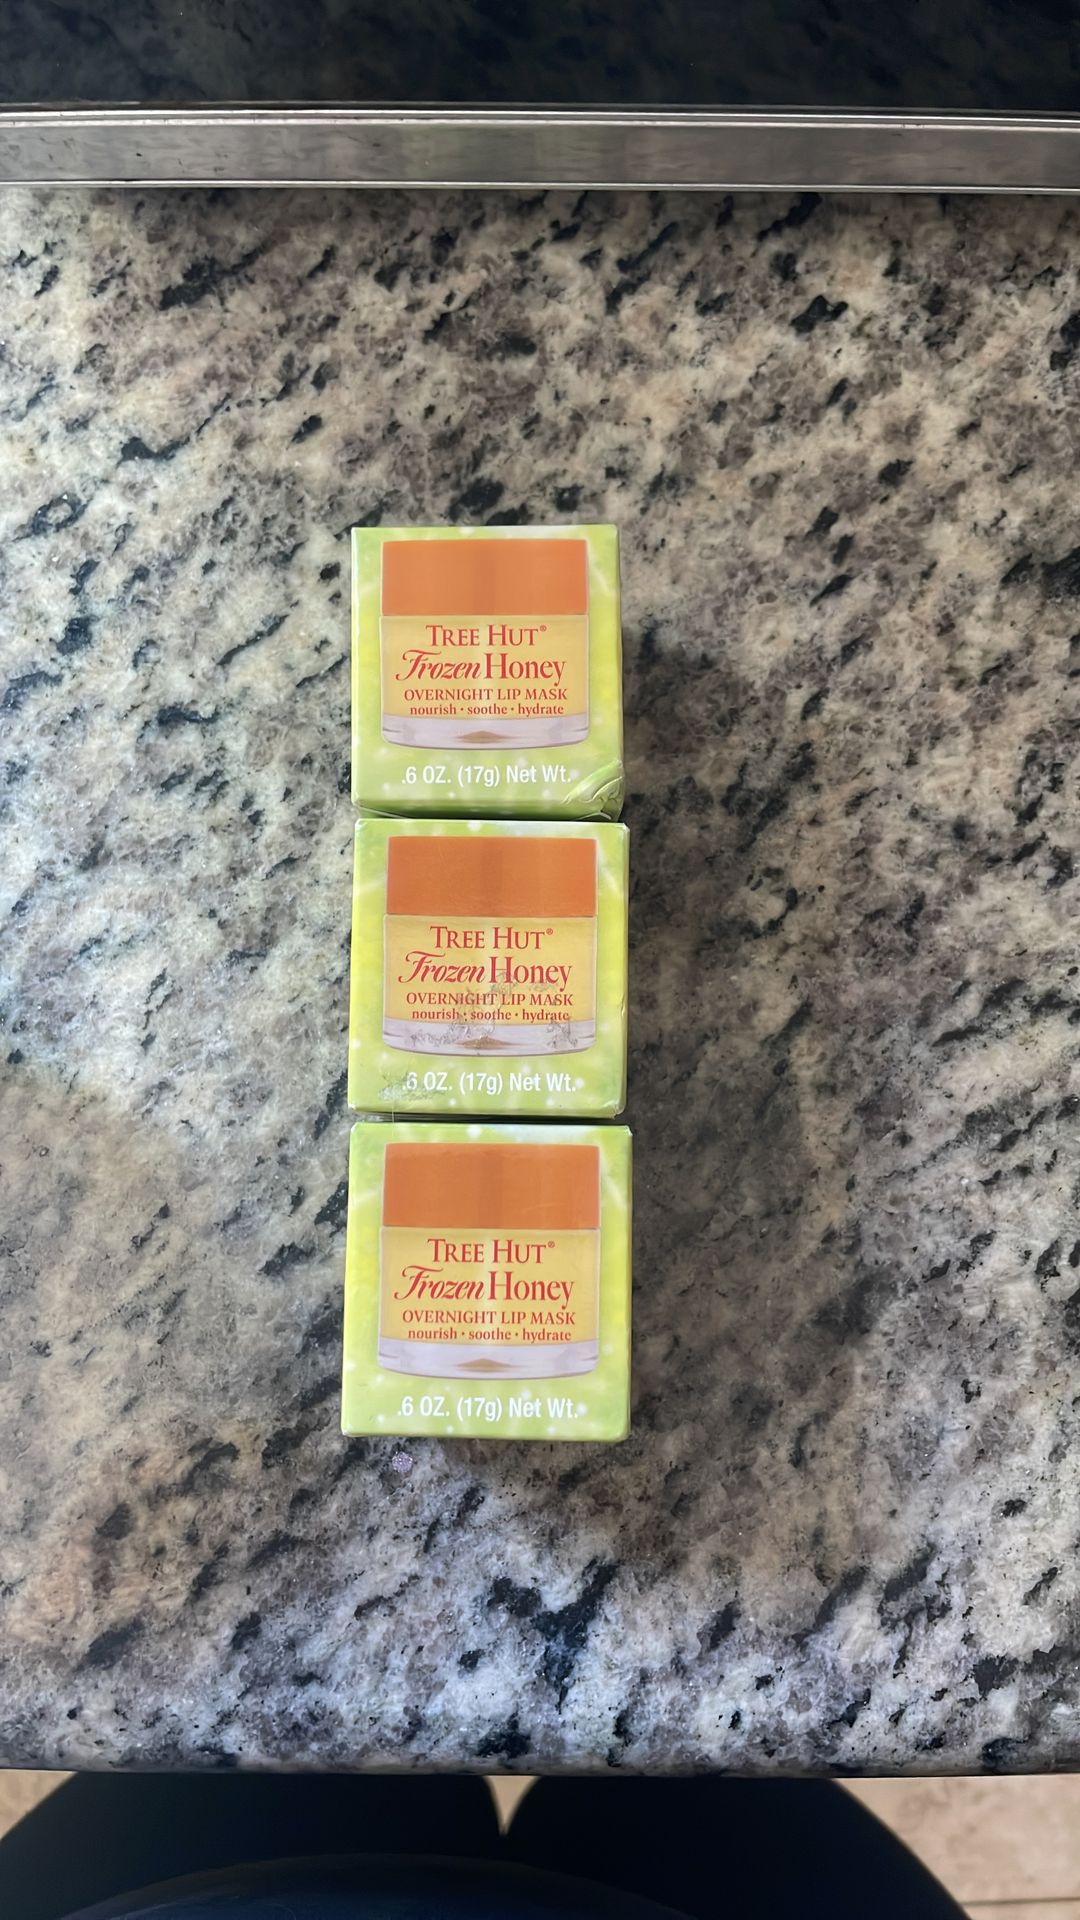 TREE HUT®
Frozen Honey
OVERNIGHT LIP MASK
nourish • soothe • hydrate
.6 OZ. (17g) Net Wt.
TREE HUT®
Frozen Honey
OVERNIGHT LIP MASK
nourish • soothe • hydrate
.6 OZ. (17g) Net Wt.
TREE HUT®
Frozen Honey
OVERNIGHT LIP MASK
nourish • soothe • hydrate
.6 OZ. (17g) Net Wt.